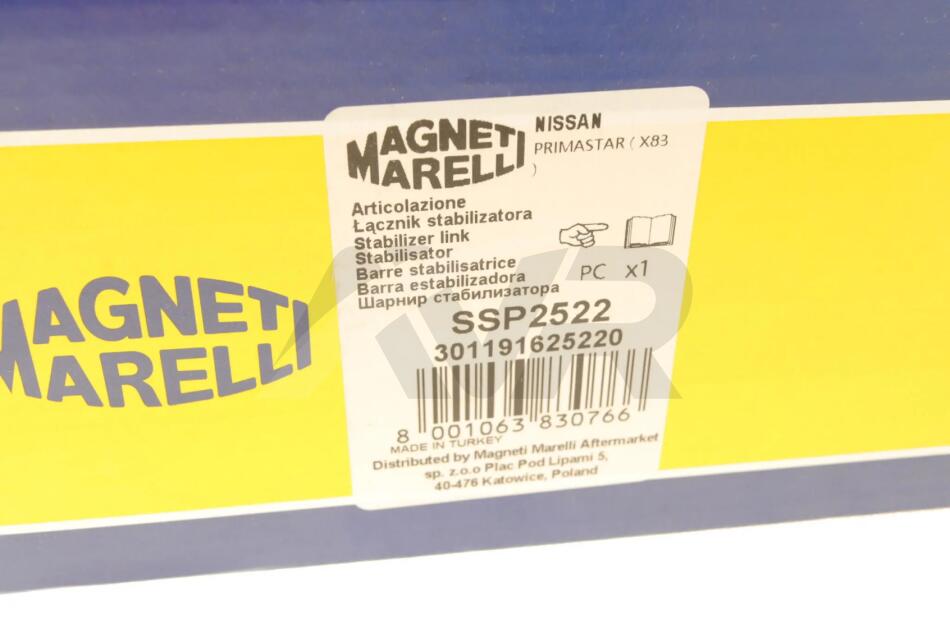 MAGNETI
MARELLI
NISSAN
PRIMASTAR ( X83
)
Articolazione
Łącznik stabilizatora
Stabilizer link
Stabilisator
Barre stabilisatrice
Barra estabilizadora
Шарнир стабилизатора
PC x1
SSP2522
301191625220
8 001063 830766
MADE IN TURKEY
Distributed by Magneti Marelli Aftermarket
sp. z.o.o Plac Pod Lipami 5,
40-476 Katowice, Poland
MAGNETI
MARELLI
AVR